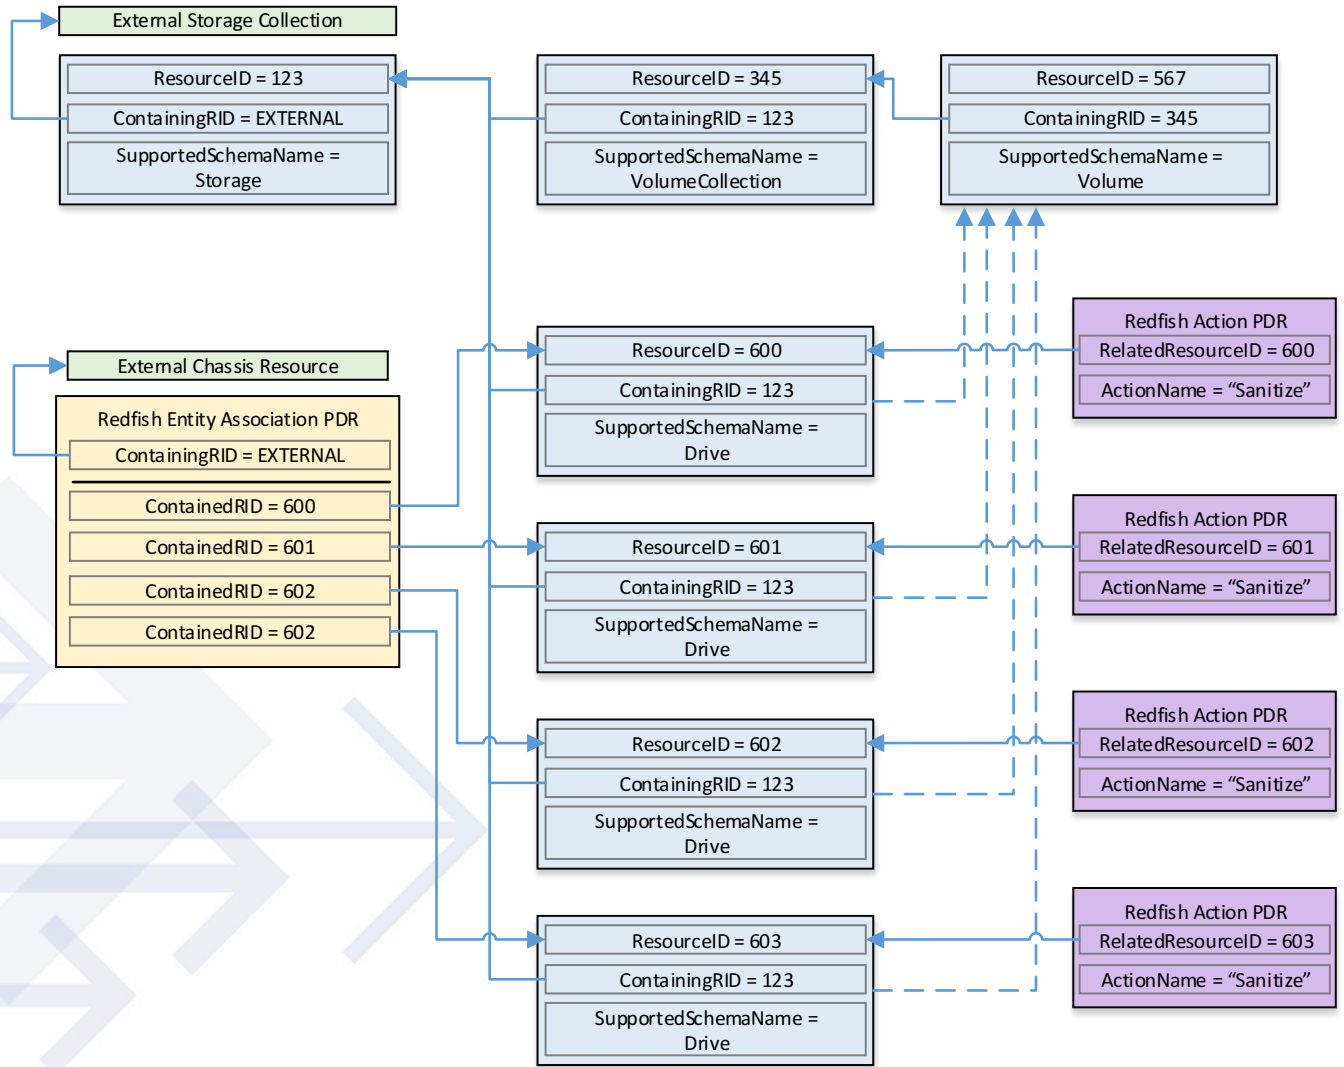 External Storage Collection
ResourceID = 123
ContainingRID = EXTERNAL
SupportedSchemaName =
Storage
ResourceID = 345
ContainingRID = 123
SupportedSchemaName =
VolumeCollection
ResourceID = 567
ContainingRID = 345
SupportedSchemaName =
Volume
External Chassis Resource
Redfish Entity Association PDR
ContainingRID = EXTERNAL
ContainedRID = 600
ContainedRID = 601
ContainedRID = 602
ContainedRID = 602
ResourceID = 600
ContainingRID = 123
SupportedSchemaName =
Drive
Redfish Action PDR
RelatedResourceID = 600
ActionName = “Sanitize”
ResourceID = 601
ContainingRID = 123
SupportedSchemaName =
Drive
Redfish Action PDR
RelatedResourceID = 601
ActionName = “Sanitize”
ResourceID = 602
ContainingRID = 123
SupportedSchemaName =
Drive
Redfish Action PDR
RelatedResourceID = 602
ActionName = “Sanitize”
ResourceID = 603
ContainingRID = 123
SupportedSchemaName =
Drive
Redfish Action PDR
RelatedResourceID = 603
ActionName = “Sanitize”